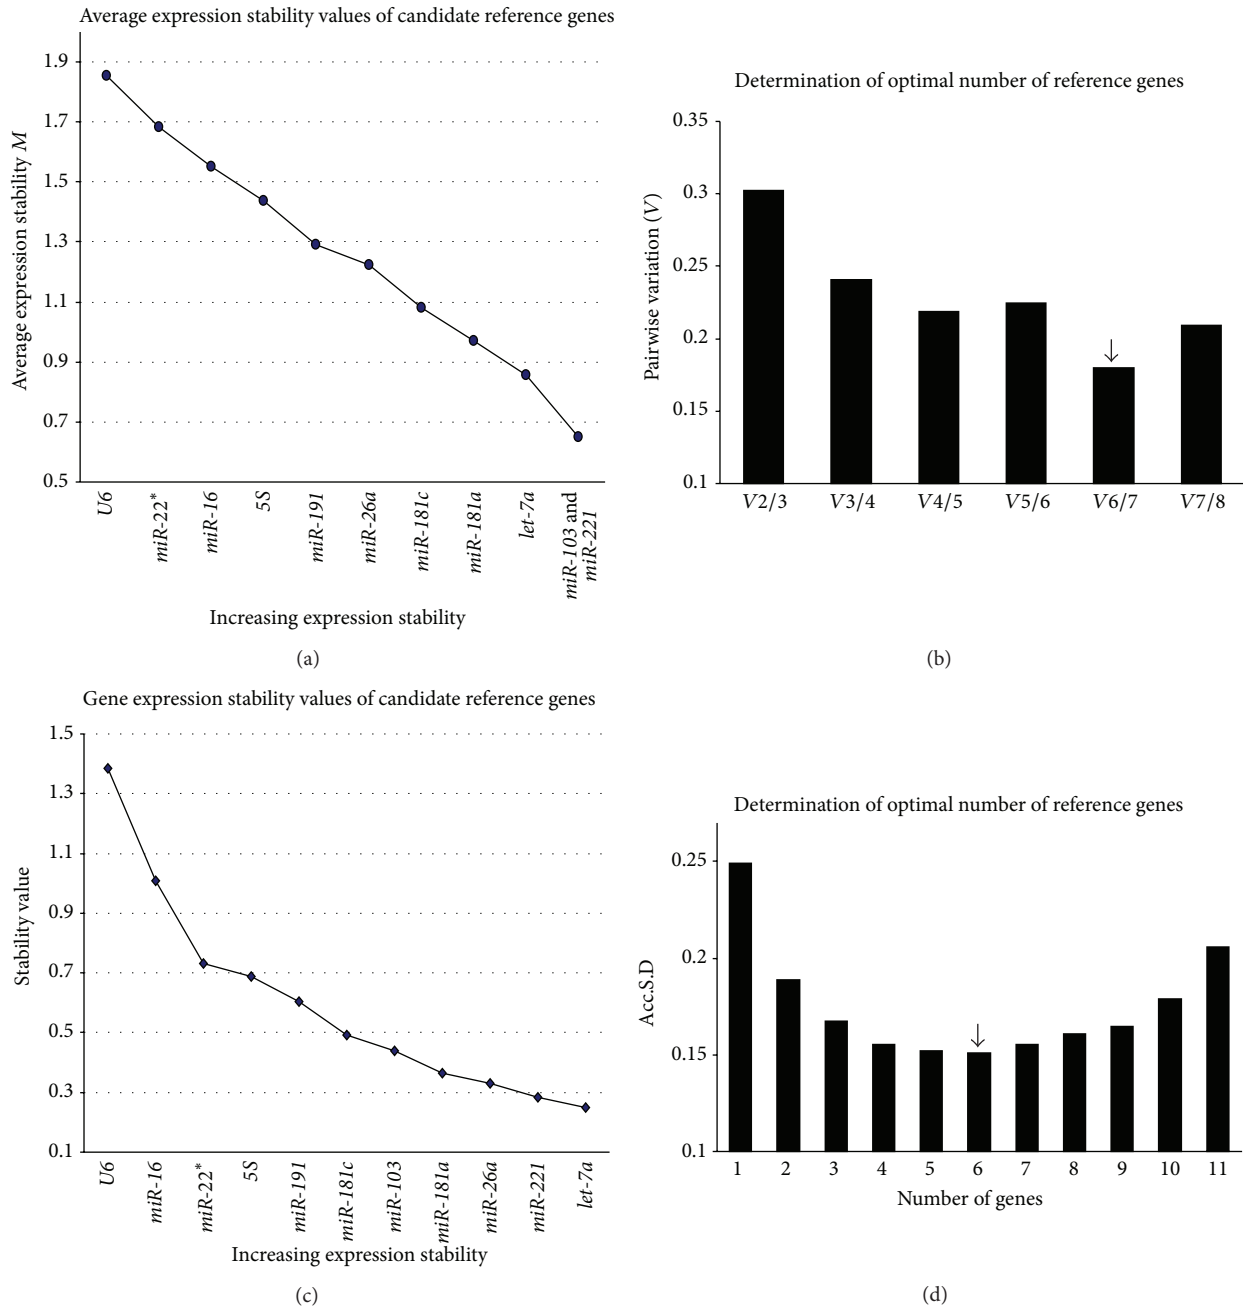 Average expression stability values of candidate reference genes
Average expression stability M
1.9
1.7
1.5
1.3
1.1
0.9
0.7
0.5
U6
miR-22*
miR-16
5S
miR-191
miR-26a
miR-181c
miR-181a
let-7a
miR-103 and
miR-221
Increasing expression stability
(a)
Determination of optimal number of reference genes
Pairwise variation (V)
0.35
0.3
0.25
0.2
0.15
0.1
V2/3
V3/4
V4/5
V5/6
V6/7
V7/8
(b)
Gene expression stability values of candidate reference genes
Stability value
1.5
1.3
1.1
0.9
0.7
0.5
0.3
0.1
U6
miR-16
miR-22*
5S
miR-191
miR-181c
miR-103
miR-181a
miR-26a
miR-221
let-7a
Increasing expression stability
(c)
Determination of optimal number of reference genes
Acc.S.D
0.25
0.2
0.15
0.1
1
2
3
4
5
6
7
8
9
10
11
Number of genes
(d)